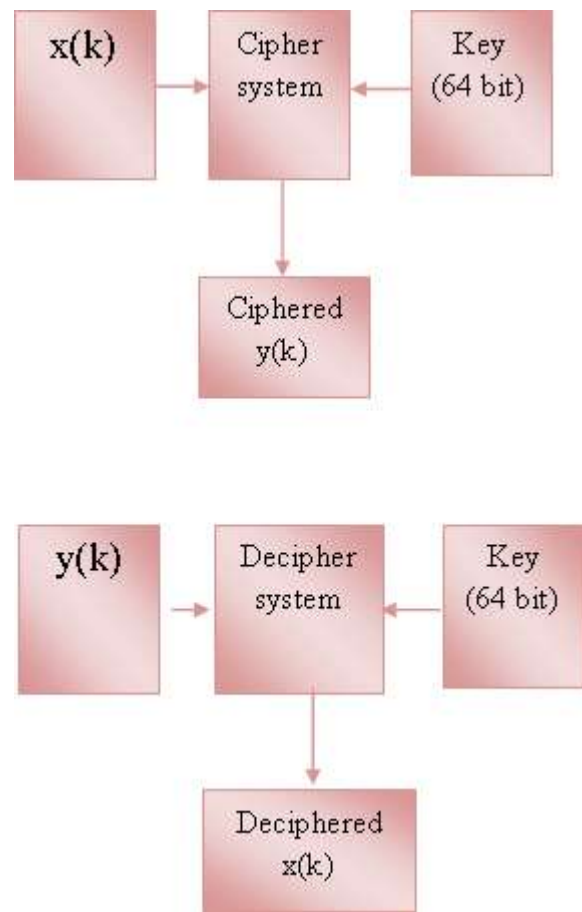 x(k)
Cipher
system
Key
(64 bit)
Ciphered
y(k)
y(k)
Decipher
system
Key
(64 bit)
Deciphered
x(k)